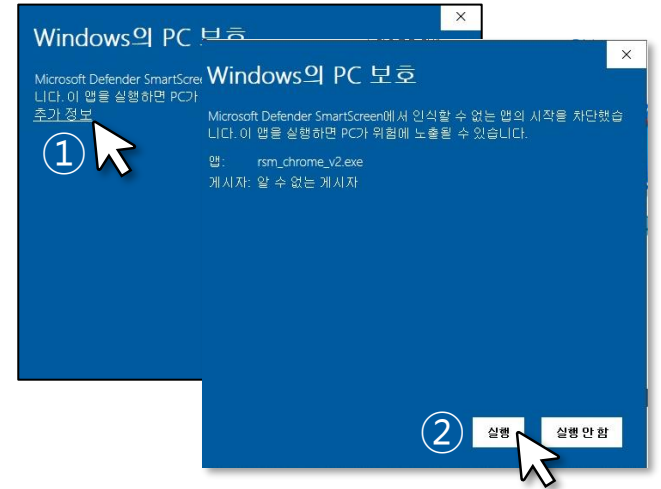 Windows의 PC 보호
Microsoft Defender SmartScre
니다. 이 앱을 실행하면 PC가
추가 정보
①
Windows의 PC 보호
Microsoft Defender SmartScreen에서 인식할 수 없는 앱의 시작을 차단했습
니다. 이 앱을 실행하면 PC가 위험에 노출될 수 있습니다.
앱: rsm_chrome_v2.exe
게시자: 알 수 없는 게시자
②
실행
실행 안 함